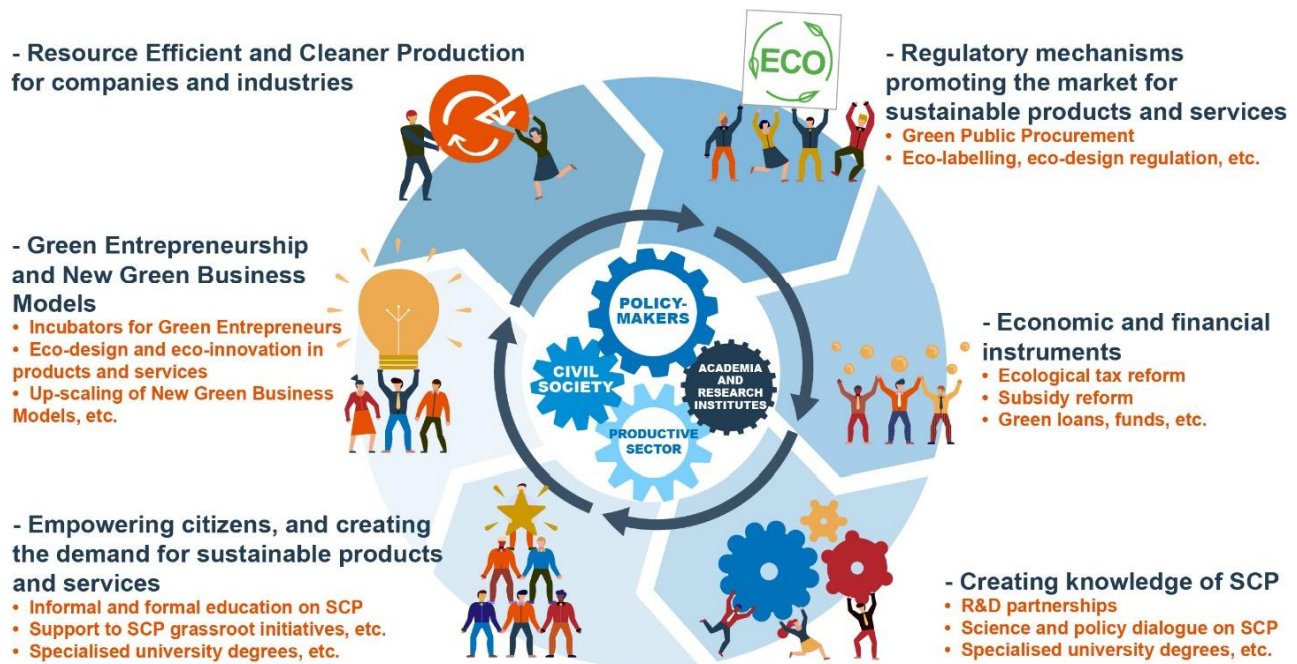 - Resource Efficient and Cleaner Production
for companies and industries
ECO
- Regulatory mechanisms
promoting the market for
sustainable products and services
• Green Public Procurement
• Eco-labelling, eco-design regulation, etc.
- Green Entrepreneurship
and New Green Business
Models
• Incubators for Green Entrepreneurs
• Eco-design and eco-innovation in
products and services
• Up-scaling of New Green Business
Models, etc.
POLICY-
MAKERS
CIVIL
SOCIETY
ACADEMIA
AND
RESEARCH
INSTITUTES
PRODUCTIVE
SECTOR
- Economic and financial
instruments
• Ecological tax reform
• Subsidy reform
• Green loans, funds, etc.
- Empowering citizens, and creating
the demand for sustainable products
and services
• Informal and formal education on SCP
• Support to SCP grassroot initiatives, etc.
• Specialised university degrees, etc.
- Creating knowledge of SCP
• R&D partnerships
• Science and policy dialogue on SCP
• Specialised university degrees, etc.